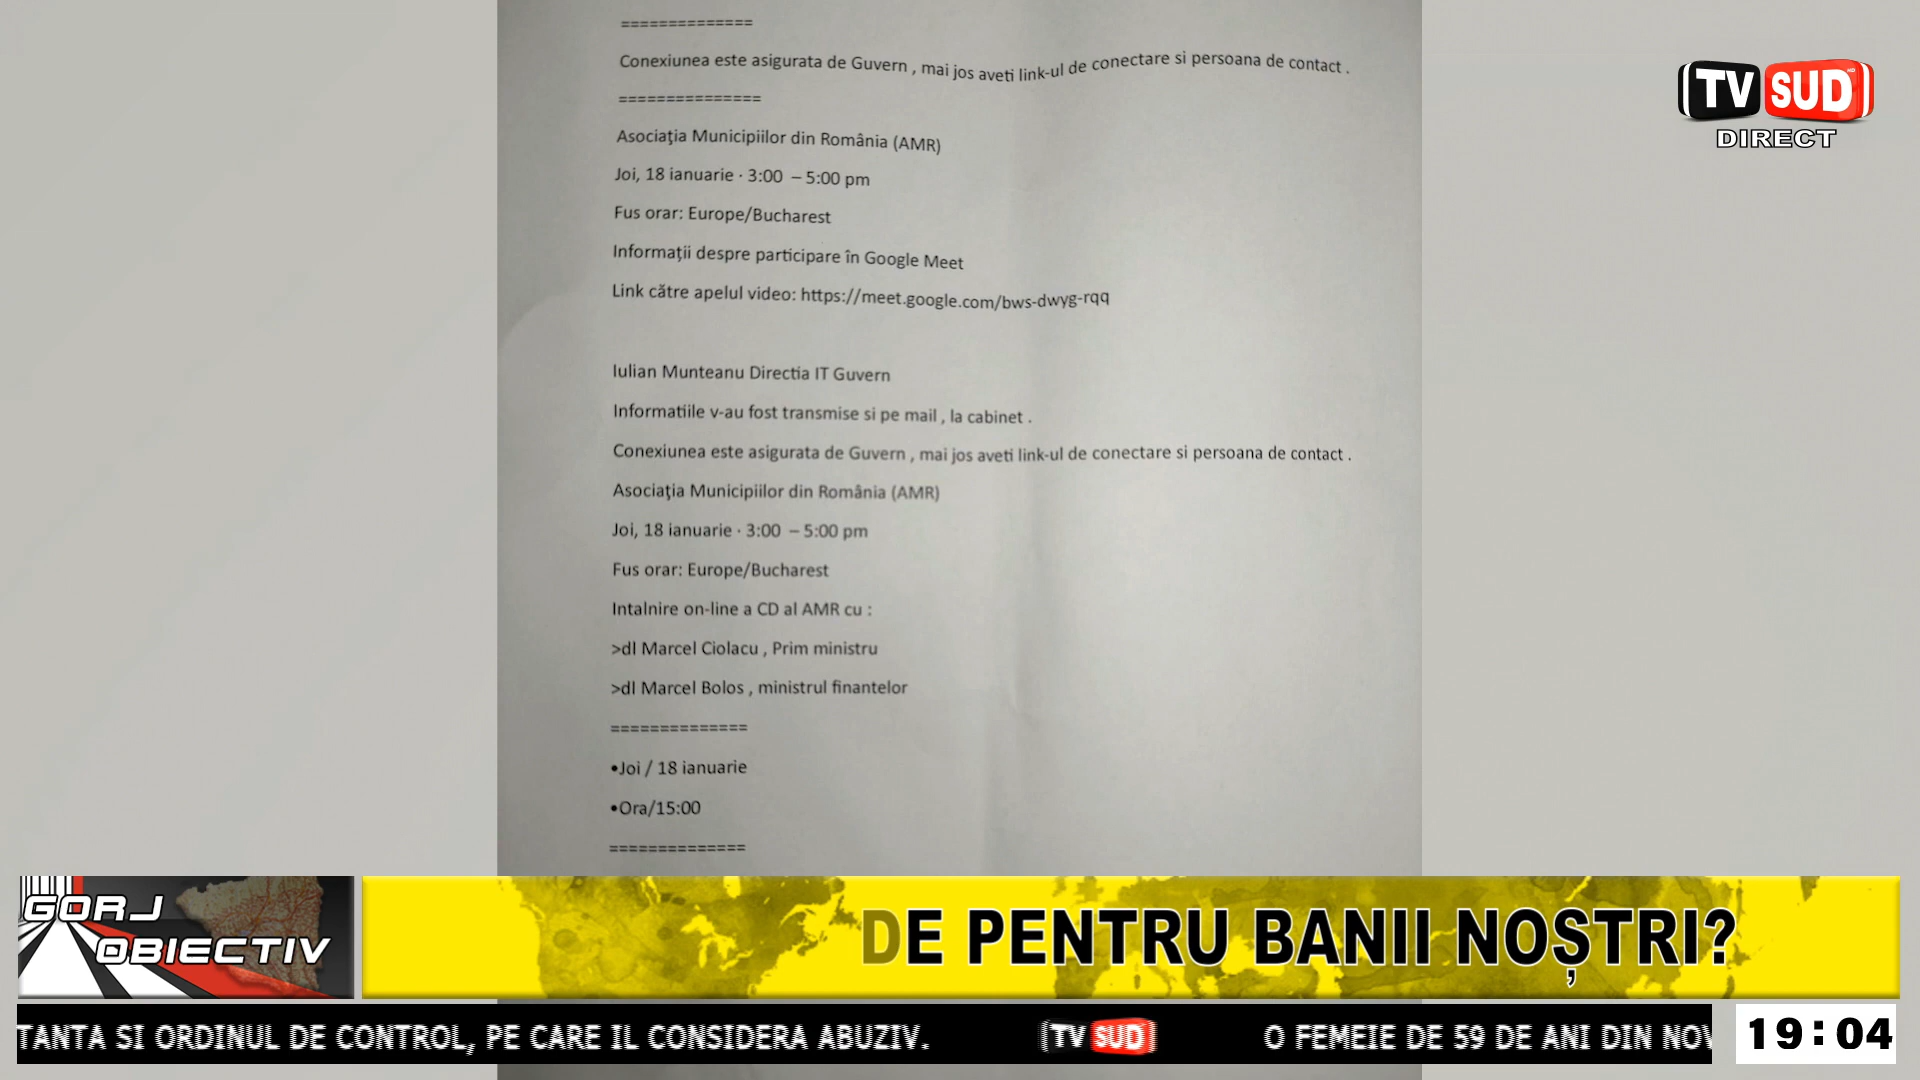 ==============
Conexiunea este asigurata de Guvern , mai jos aveti link-ul de conectare si persoana de contact .
===============
Asociaţia Municipiilor din România (AMR)
Joi, 18 ianuarie · 3:00 – 5:00 pm
Fus orar: Europe/Bucharest
Informații despre participare în Google Meet
Link către apelul video: https://meet.google.com/bws-dwyg-rqq
Iulian Munteanu Directia IT Guvern
Informatiile v-au fost transmise si pe mail , la cabinet .
Conexiunea este asigurata de Guvern , mai jos aveti link-ul de conectare si persoana de contact .
Asociaţia Municipiilor din România (AMR)
Joi, 18 ianuarie · 3:00 – 5:00 pm
Fus orar: Europe/Bucharest
Intalnire on-line a CD al AMR cu :
>dl Marcel Ciolacu , Prim ministru
>dl Marcel Bolos , ministrul finantelor
==============
•Joi / 18 ianuarie
•Ora/15:00
==============
TV SUD
DIRECT
GORJ
OBIECTIV
DE PENTRU BANII NOȘTRI?
TANTA SI ORDINUL DE CONTROL, PE CARE IL CONSIDERA ABUZIV. TV SUD O FEMEIE DE 59 DE ANI DIN NOV
19:04